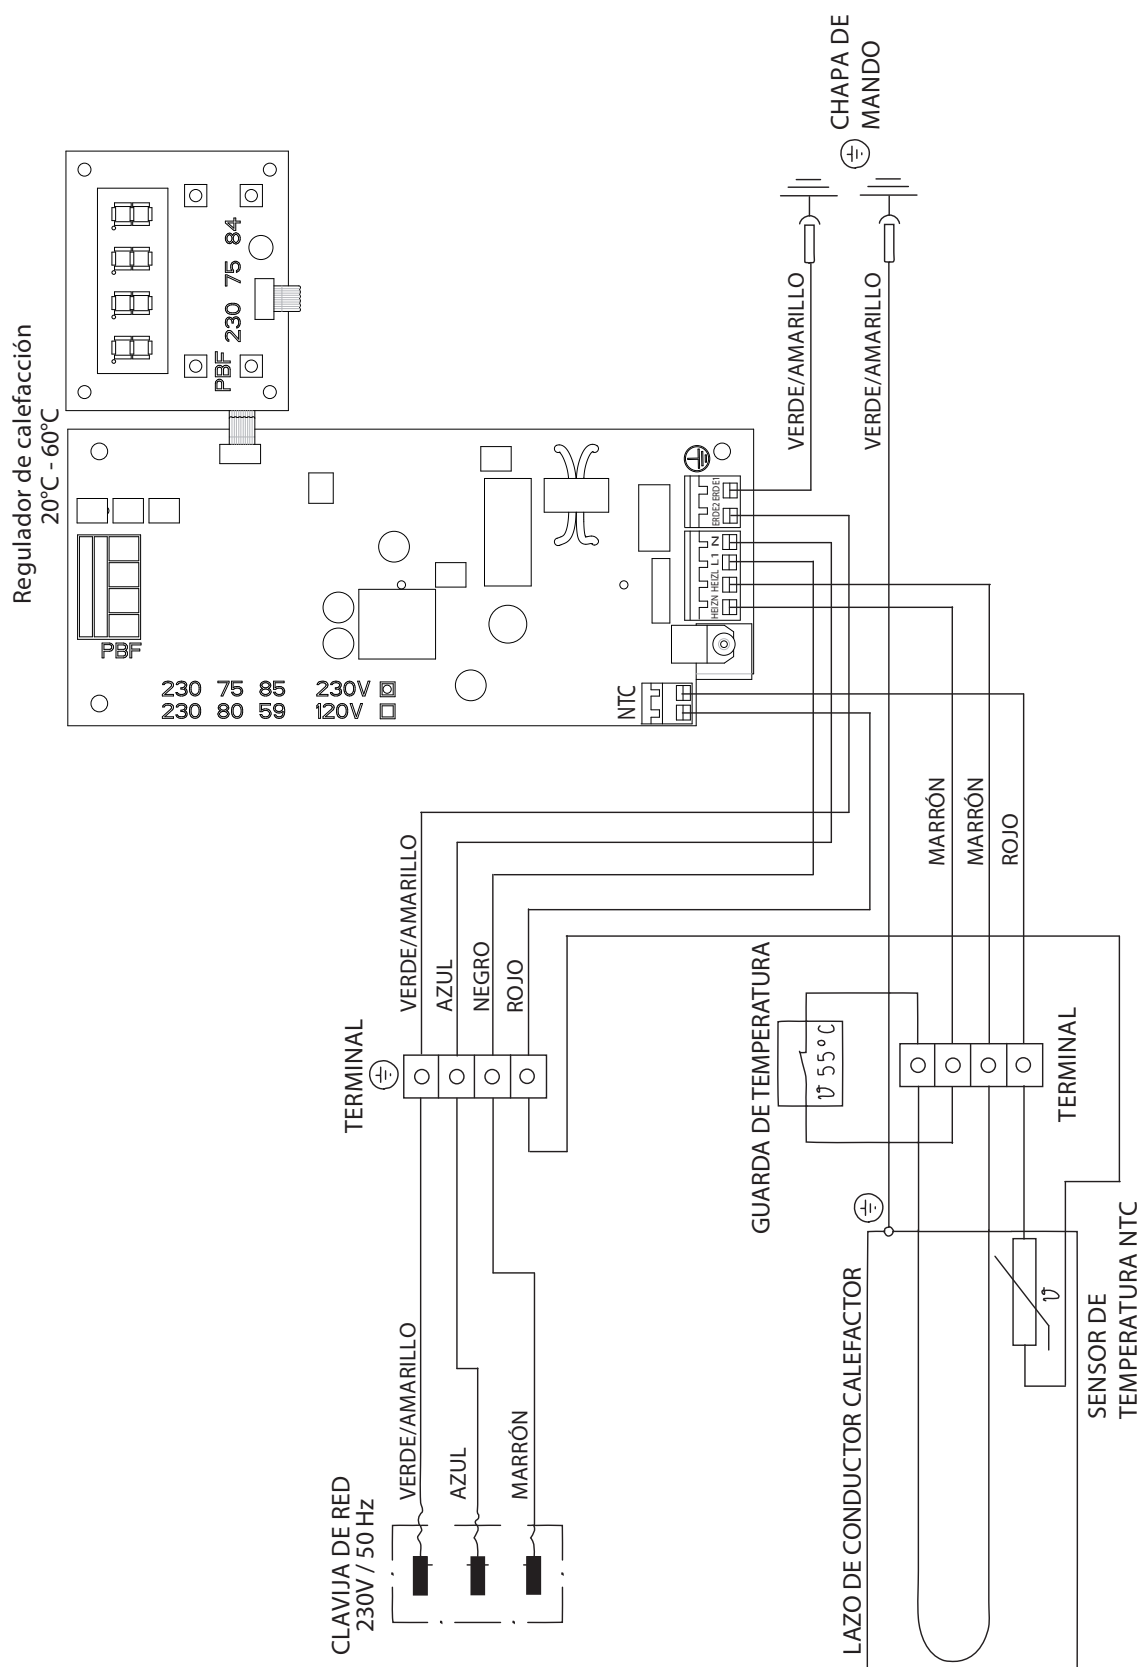 Regulador de calefacción
20°C - 60°C
PBF
230 75 84
PBF
230 75 85 230V
230 80 59 120V
NTC
HEIZN
HEIZL
L1
N
ERDE2
ERDE1
CHAPA DE
MANDO
VERDE/AMARILLO
VERDE/AMARILLO
VERDE/AMARILLO
AZUL
NEGRO
ROJO
MARRÓN
MARRÓN
ROJO
TERMINAL
GUARDA DE TEMPERATURA
ϑ 55°C
TERMINAL
CLAVIJA DE RED
230V / 50 Hz
VERDE/AMARILLO
AZUL
MARRÓN
LAZO DE CONDUCTOR CALEFACTOR
ϑ
SENSOR DE
TEMPERATURA NTC